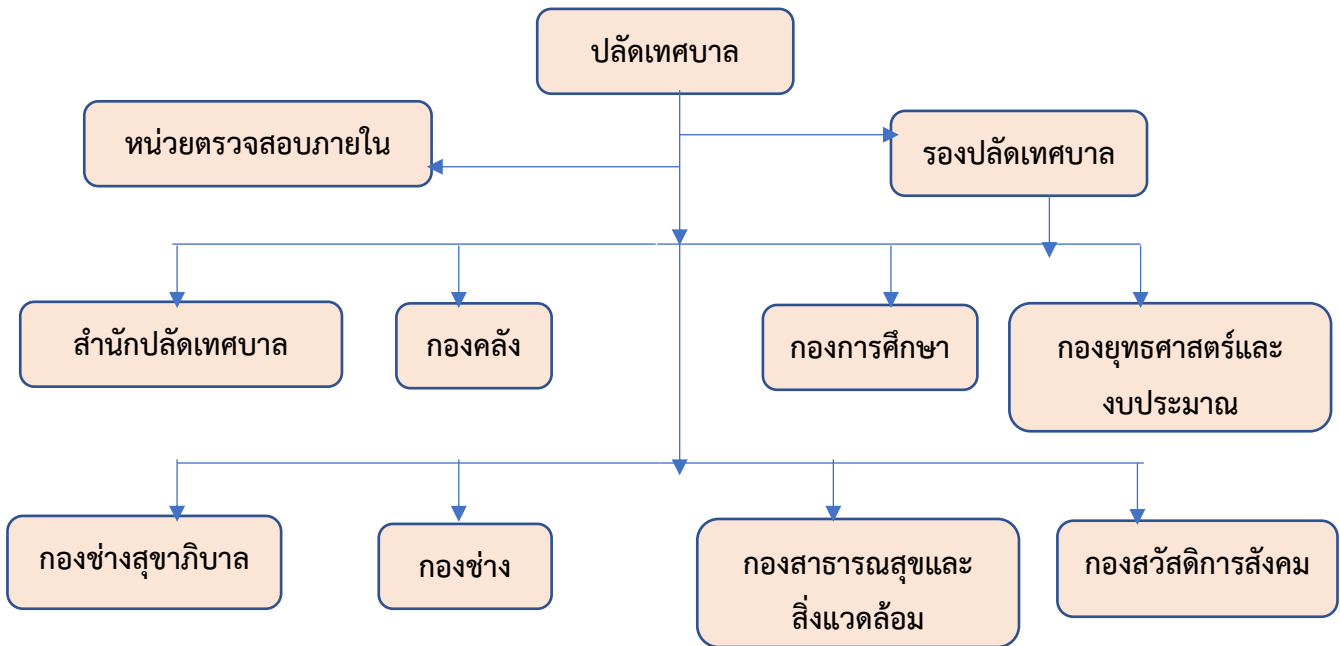 ปลัดเทศบาล
หน่วยตรวจสอบภายใน
รองปลัดเทศบาล
สำนักปลัดเทศบาล
กองคลัง
กองการศึกษา
กองยุทธศาสตร์และ
งบประมาณ
กองช่างสุขาภิบาล
กองช่าง
กองสาธารณสุขและ
สิ่งแวดล้อม
กองสวัสดิการสังคม